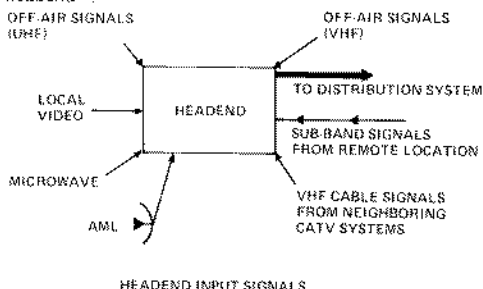 OFF-AIR SIGNALS
(UHF)
OFF-AIR SIGNALS
(VHF)
TO DISTRIBUTION SYSTEM
LOCAL
VIDEO
HEADEND
SUB-BAND SIGNALS
FROM REMOTE LOCATION
MICROWAVE
VHF CABLE SIGNALS
FROM NEIGHBORING
CATV SYSTEMS
AML
HEADEND INPUT SIGNALS